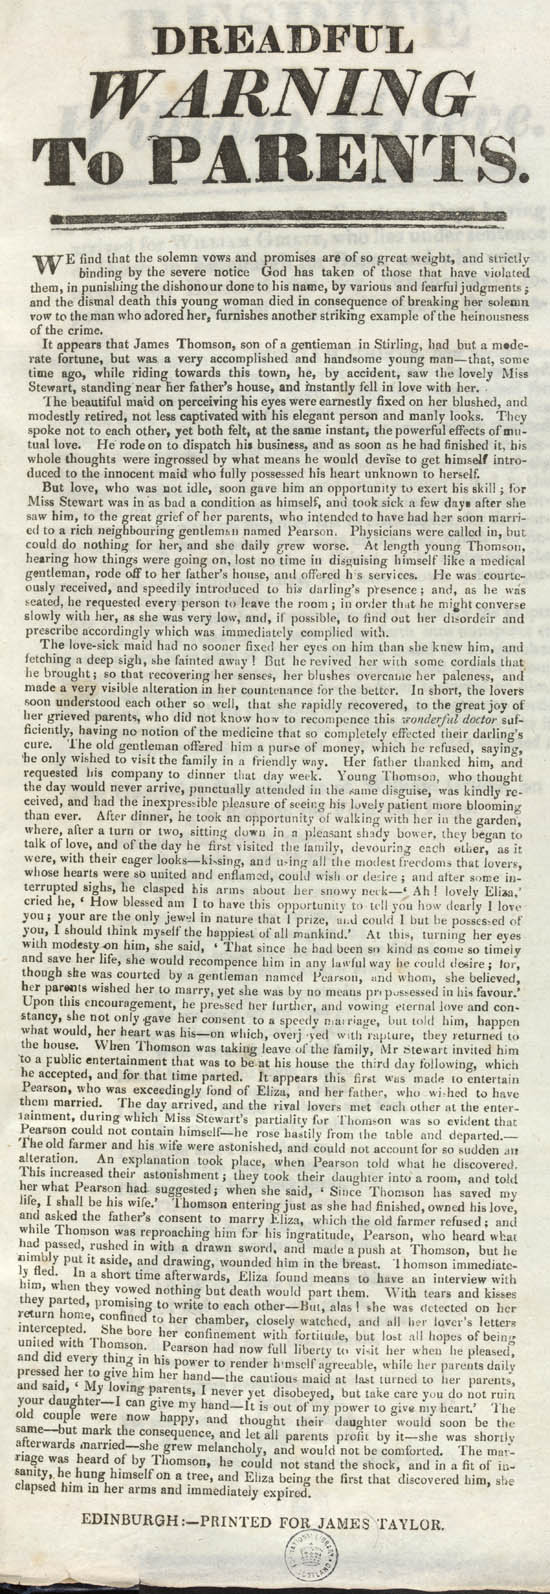 DREADFUL
WARNING
TO PARENTS.
WE find that the solemn vows and promises are of so great weight, and strictly
binding by the severe notice God has taken of those that have violated
them, in punishing the dishonour done to his name, by various and fearful judgments;
and the dismal death this young woman died in consequence of breaking her solemn
vow to the man who adored her, furnishes another striking example of the heinousness
of the crime.
It appears that James Thomson, son of a gentleman in Stirling, had but a mode-
rate fortune, but was a very accomplished and handsome young man—that, some
time ago, while riding towards this town, he, by accident, saw the lovely Miss
Stewart, standing near her father's house, and instantly fell in love with her.
The beautiful maid on perceiving his eyes were earnestly fixed on her blushed, and
modestly retired, not less captivated with his elegant person and manly looks. They
spoke not to each other, yet both felt, at the same instant, the powerful effects of mu-
tual love. He rode on to dispatch his business, and as soon as he had finished it, his
whole thoughts were ingrossed by what means he would devise to get himself intro-
duced to the innocent maid who fully possessed his heart unknown to herself.
But love, who was not idle, soon gave him an opportunity to exert his skill; for
Miss Stewart was in as bad a condition as himself, and took sick a few days after she
saw him, to the great grief of her parents, who intended to have had her soon marri-
ed to a rich neighbouring gentleman named Pearson. Physicians were called in, but
could do nothing for her, and she daily grew worse. At length young Thomson,
hearing how things were going on, lost no time in disguising himself like a medical
gentleman, rode off to her father's house, and offered his services. He was courte-
ously received, and speedily introduced to his darling's presence; and, as he was
seated, he requested every person to leave the room; in order that he might converse
slowly with her, as she was very low, and, if possible, to find out her disordeir and
prescribe accordingly which was immediately complied with.
The love-sick maid had no sooner fixed her eyes on him than she knew him, and
fetching a deep sigh, she fainted away! But he revived her with some cordials that
he brought; so that recovering her senses, her blushes overcame her paleness, and
made a very visible alteration in her countenance for the better. In short, the lovers
soon understood each other so well, that she rapidly recovered, to the great joy of
her grieved parents, who did not know how to recompence this wonderful doctor suf-
ficiently, having no notion of the medicine that so completely effected their darling's
cure. The old gentleman offered him a purse of money, which he refused, saying,
he only wished to visit the family in a friendly way. Her father thanked him, and
requested his company to dinner that day week. Young Thomson, who thought
the day would never arrive, punctually attended in the same disguise, was kindly re-
ceived, and had the inexpressible pleasure of seeing his lovely patient more blooming
than ever. After dinner, he took an opportunity of walking with her in the garden,
where, after a turn or two, sitting down in a pleasant shady bower, they began to
talk of love, and of the day he first visited the family, devouring each other, as it
were, with their eager looks—kissing, and using all the modest freedoms that lovers,
whose hearts were so united and enflamed, could wish or desire; and after some in-
terrupted sighs, he clasped his arms about her snowy neck—' Ah! lovely Eliza,'
cried he, ' How blessed am I to have this opportunity to tell you how dearly I love
you; your are the only jewel in nature that I prize, and could I but be possessed of
you, I should think myself the happiest of all mankind.' At this, turning her eyes
with modesty on him, she said, ' That since he had been so kind as come so timely
and save her life, she would recompence him in any lawful way he could desire; for,
though she was courted by a gentleman named Pearson, and whom, she believed,
her parents wished her to marry, yet she was by no means prepossessed in his favour.'
Upon this encouragement, he pressed her further, and vowing eternal love and con-
stancy, she not only gave her consent to a speedy marriage, but told him, happen
what would, her heart was his—on which, overjoyed with rapture, they returned to
the house. When Thomson was taking leave of the family, Mr Stewart invited him
to a public entertainment that was to be at his house the third day following, which
he accepted, and for that time parted. It appears this first was made to entertain
Pearson, who was exceedingly fond of Eliza, and her father, who wished to have
them married. The day arrived, and the rival lovers met each other at the enter-
tainment, during which Miss Stewart's partiality for Thomson was so evident that
Pearson could not contain himself—he rose hastily from the table and departed.—
The old farmer and his wife were astonished, and could not account for so sudden an
alteration. An explanation took place, when Pearson told what he discovered.
This increased their astonishment; they took their daughter into a room, and told
her what Pearson had suggested; when she said, ' Since Thomson has saved my
life, I shall be his wife.' Thomson entering just as she had finished, owned his love,
and asked the father's consent to marry Eliza, which the old farmer refused; and
while Thomson was reproaching him for his ingratitude, Pearson, who heard what
had passed, rushed in with a drawn sword, and made a push at Thomson, but he
nimbly put it aside, and drawing, wounded him in the breast. Thomson immediate-
ly fled. In a short time afterwards, Eliza found means to have an interview with
him, when they vowed nothing but death would part them. With tears and kisses
they parted, promising to write to each other—But, alas! she was detected on her
return home, confined to her chamber, closely watched, and all her lover's letters
intercepted. She bore her confinement with fortitude, but lost all hopes of being
united with Thomson. Pearson had now full liberty to visit her when he pleased,
and did every thing in his power to render himself agreeable, while her parents daily
pressed her to give him her hand—the cautious maid at last turned to her parents,
and said, ' My loving parents, I never yet disobeyed, but take care you do not ruin
your daughter—I can give my hand—It is out of my power to give my heart.' The
old couple were now happy, and thought their daughter would soon be the
same—but mark the consequence, and let all parents profit by it—she was shortly
afterwards married—she grew melancholy, and would not be comforted. The mar-
riage was heard of by Thomson, he could not stand the shock, and in a fit of in-
sanity, he hung himself on a tree, and Eliza being the first that discovered him, she
clapsed him in her arms and immediately expired.
EDINBURGH:—PRINTED FOR JAMES TAYLOR.